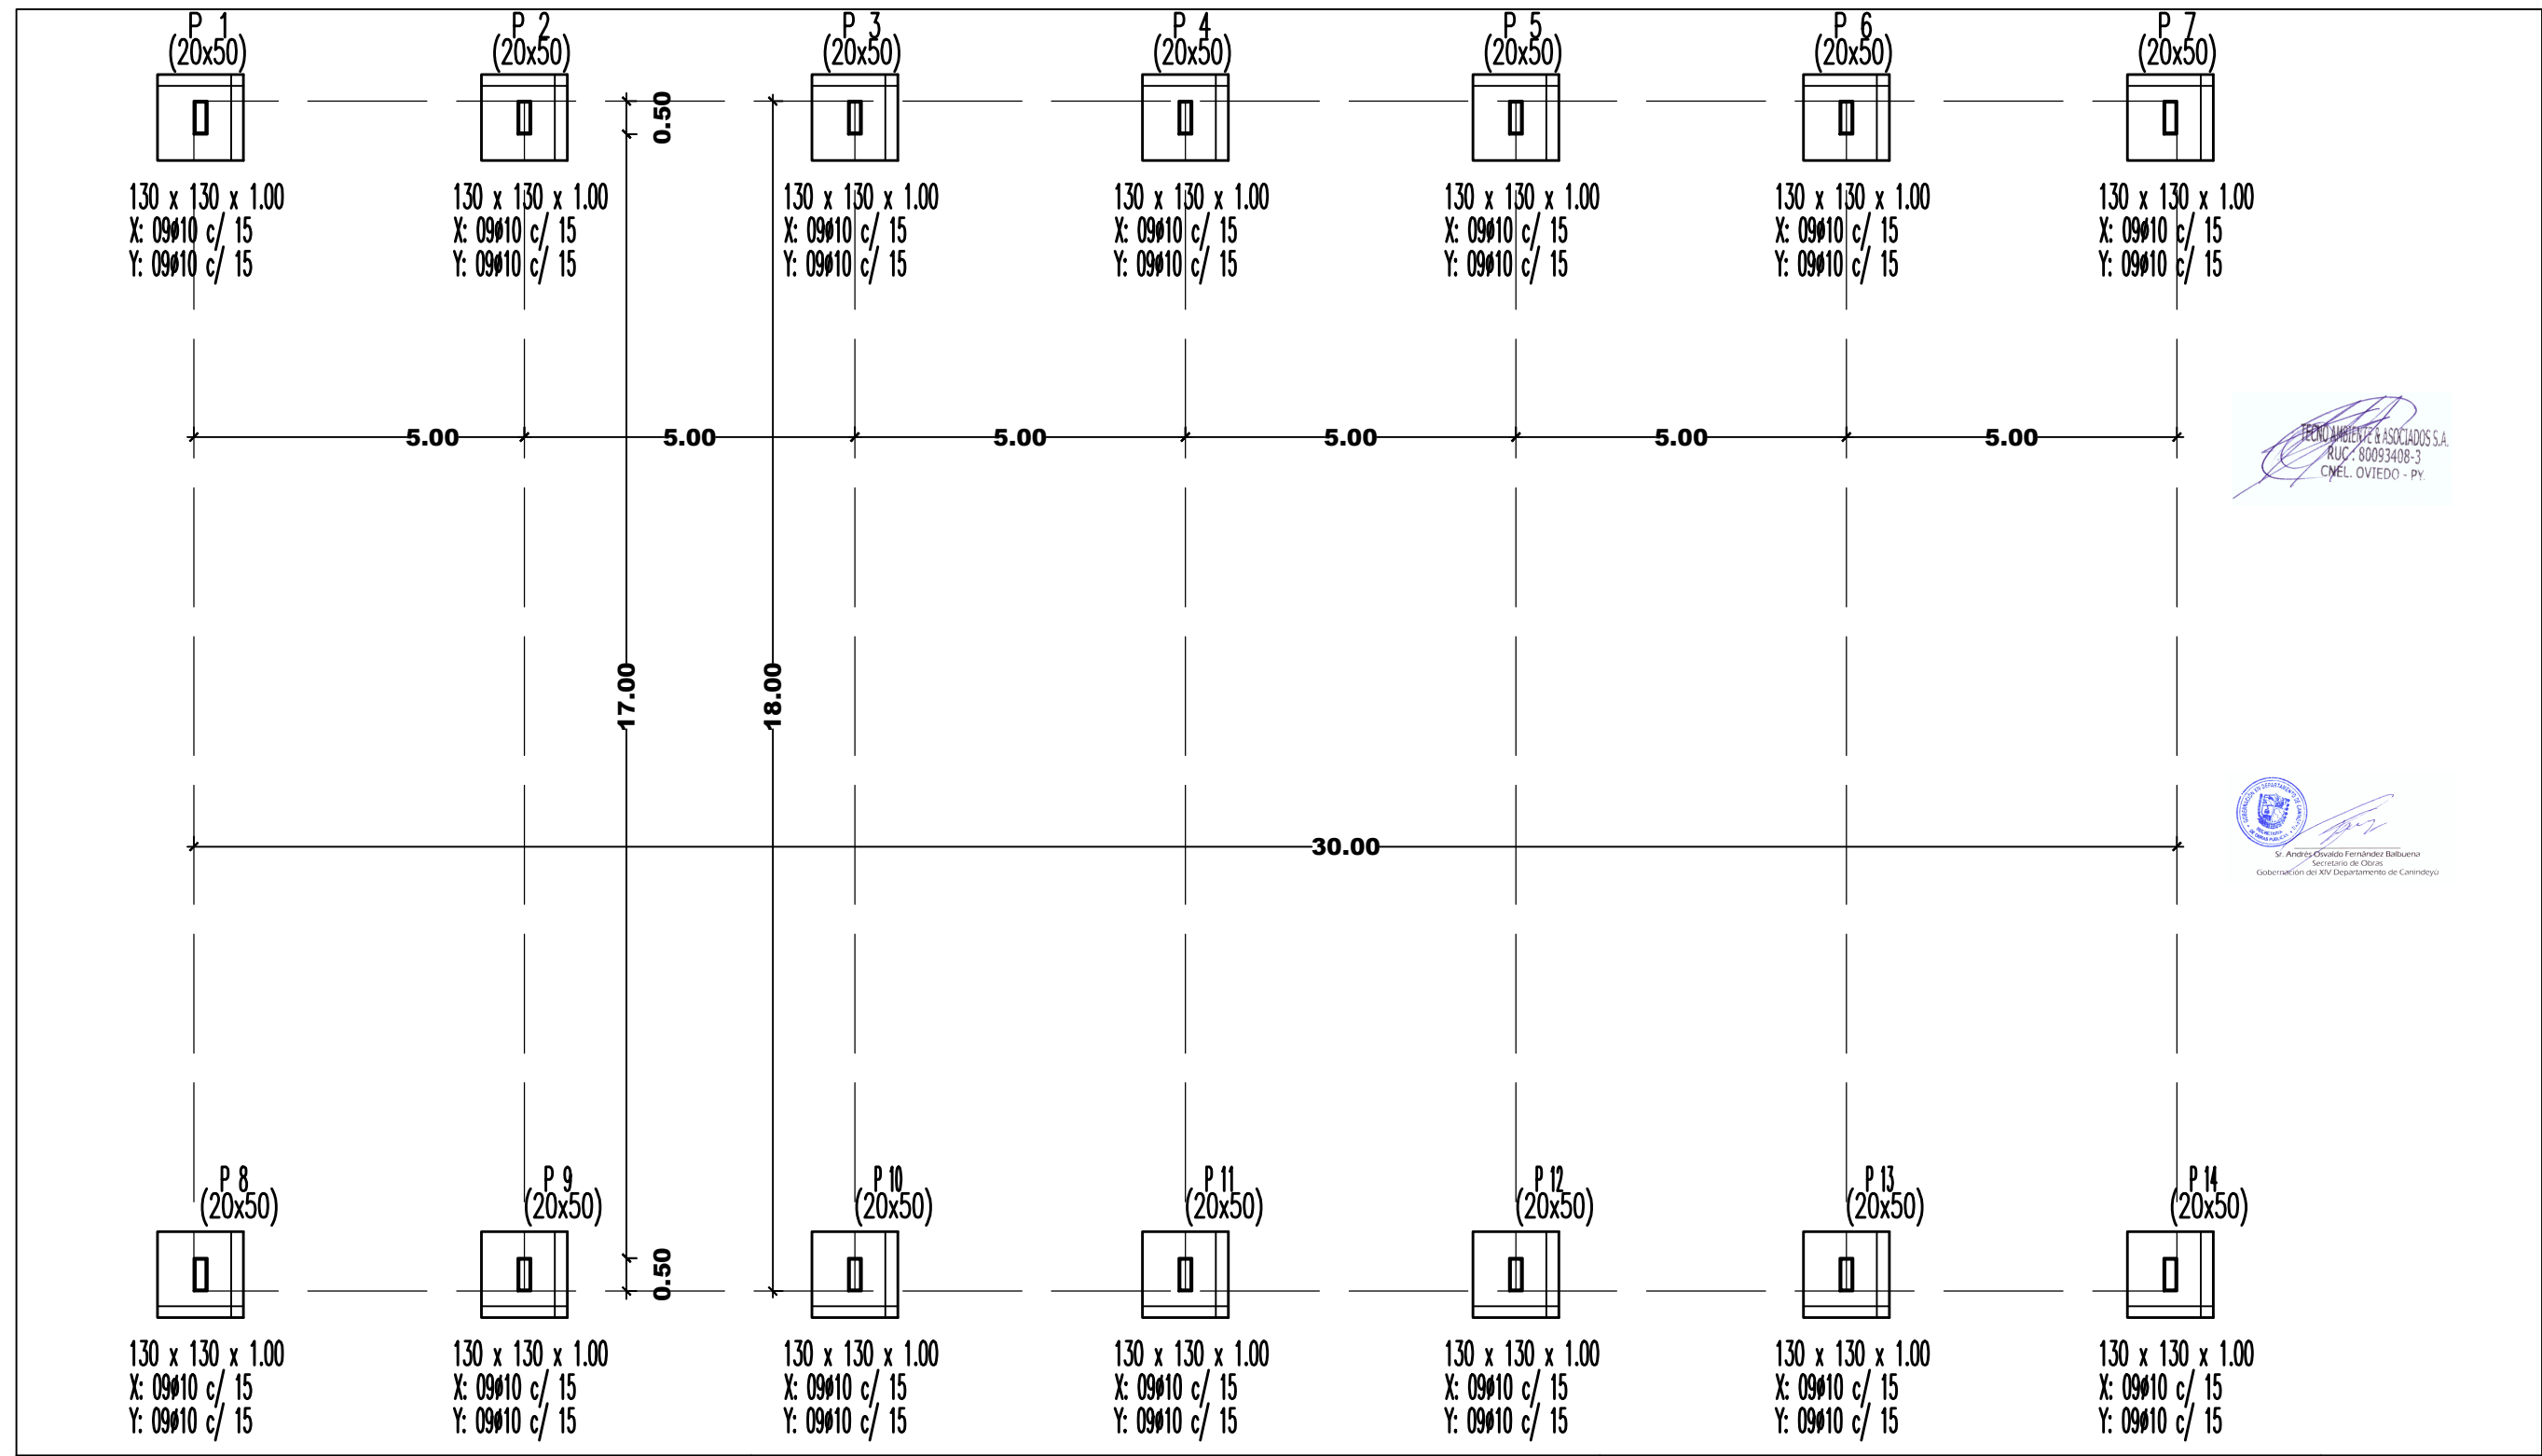 P 1
(20x50)
P 2
(20x50)
P 3
(20x50)
P 4
(20x50)
P 5
(20x50)
P 6
(20x50)
P 7
(20x50)
0.50
130 x 130 x 1.00
X: 09ø10 c/ 15
Y: 09ø10 c/ 15
130 x 130 x 1.00
X: 09ø10 c/ 15
Y: 09ø10 c/ 15
130 x 130 x 1.00
X: 09ø10 c/ 15
Y: 09ø10 c/ 15
130 x 130 x 1.00
X: 09ø10 c/ 15
Y: 09ø10 c/ 15
130 x 130 x 1.00
X: 09ø10 c/ 15
Y: 09ø10 c/ 15
130 x 130 x 1.00
X: 09ø10 c/ 15
Y: 09ø10 c/ 15
130 x 130 x 1.00
X: 09ø10 c/ 15
Y: 09ø10 c/ 15
5.00
5.00
5.00
5.00
5.00
5.00
TECNO AMBIENTE & ASOCIADOS S.A.
RUC : 80093408-3
CNEL. OVIEDO - PY.
17.00
18.00
30.00
Sr. Andrés Osvaldo Fernández Balbuena
Secretario de Obras
Gobernación del XIV Departamento de Canindeyú
P 8
(20x50)
P 9
(20x50)
P 10
(20x50)
P 11
(20x50)
P 12
(20x50)
P 13
(20x50)
P 14
(20x50)
0.50
130 x 130 x 1.00
X: 09ø10 c/ 15
Y: 09ø10 c/ 15
130 x 130 x 1.00
X: 09ø10 c/ 15
Y: 09ø10 c/ 15
130 x 130 x 1.00
X: 09ø10 c/ 15
Y: 09ø10 c/ 15
130 x 130 x 1.00
X: 09ø10 c/ 15
Y: 09ø10 c/ 15
130 x 130 x 1.00
X: 09ø10 c/ 15
Y: 09ø10 c/ 15
130 x 130 x 1.00
X: 09ø10 c/ 15
Y: 09ø10 c/ 15
130 x 130 x 1.00
X: 09ø10 c/ 15
Y: 09ø10 c/ 15